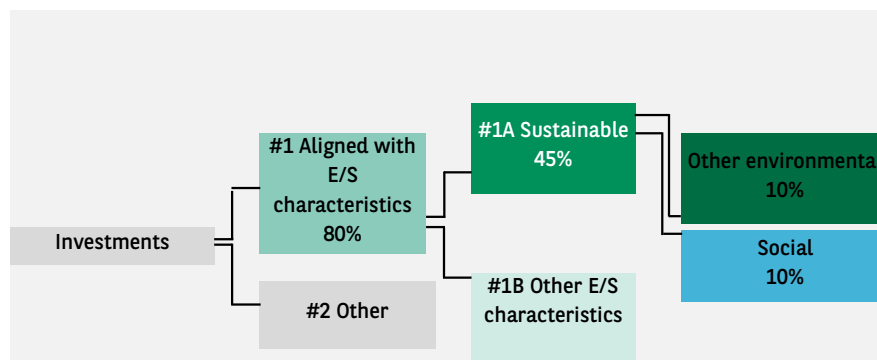 #1 Aligned with
E/S
characteristics
80%
#1A Sustainable
45%
Other environmenta
10%
Investments
Social
10%
#2 Other
#1B Other E/S
characteristics